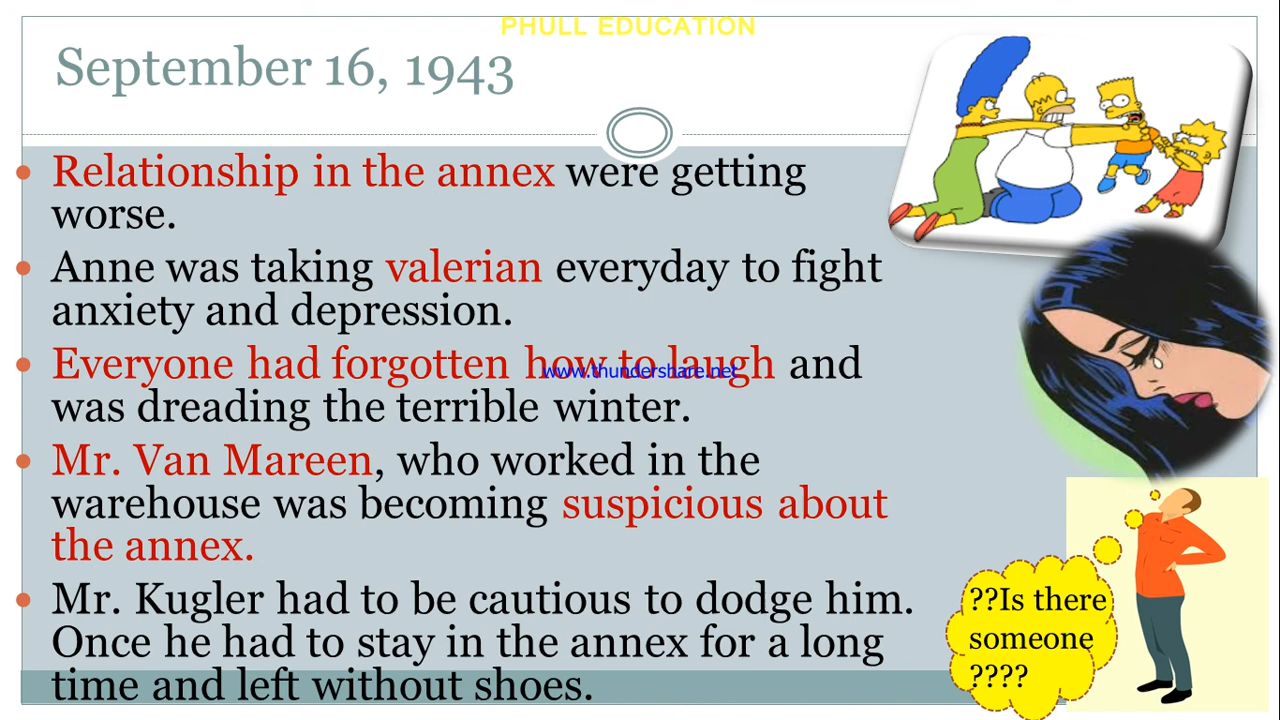 PHULL EDUCATION
September 16, 1943
Relationship in the annex were getting
worse.
Anne was taking valerian everyday to fight
anxiety and depression.
Everyone had forgotten how to laugh and
www.thundershare.net
was dreading the terrible winter.
Mr. Van Mareen, who worked in the
warehouse was becoming suspicious about
the annex.
Mr. Kugler had to be cautious to dodge him.
Once he had to stay in the annex for a long
time and left without shoes.
??Is there
someone
????